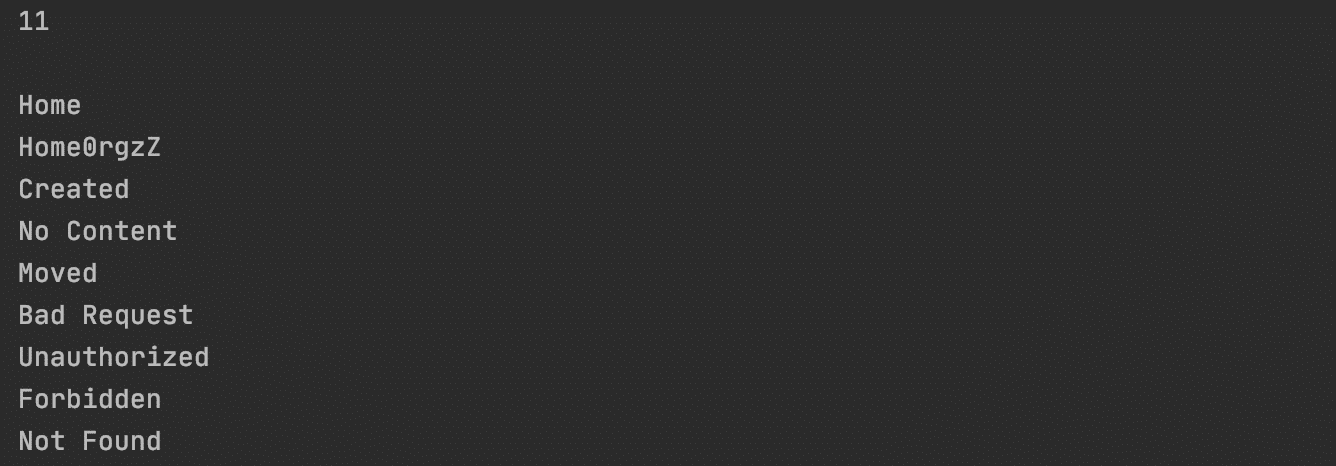 11
Home
Home0rgzZ
Created
No Content
Moved
Bad Request
Unauthorized
Forbidden
Not Found